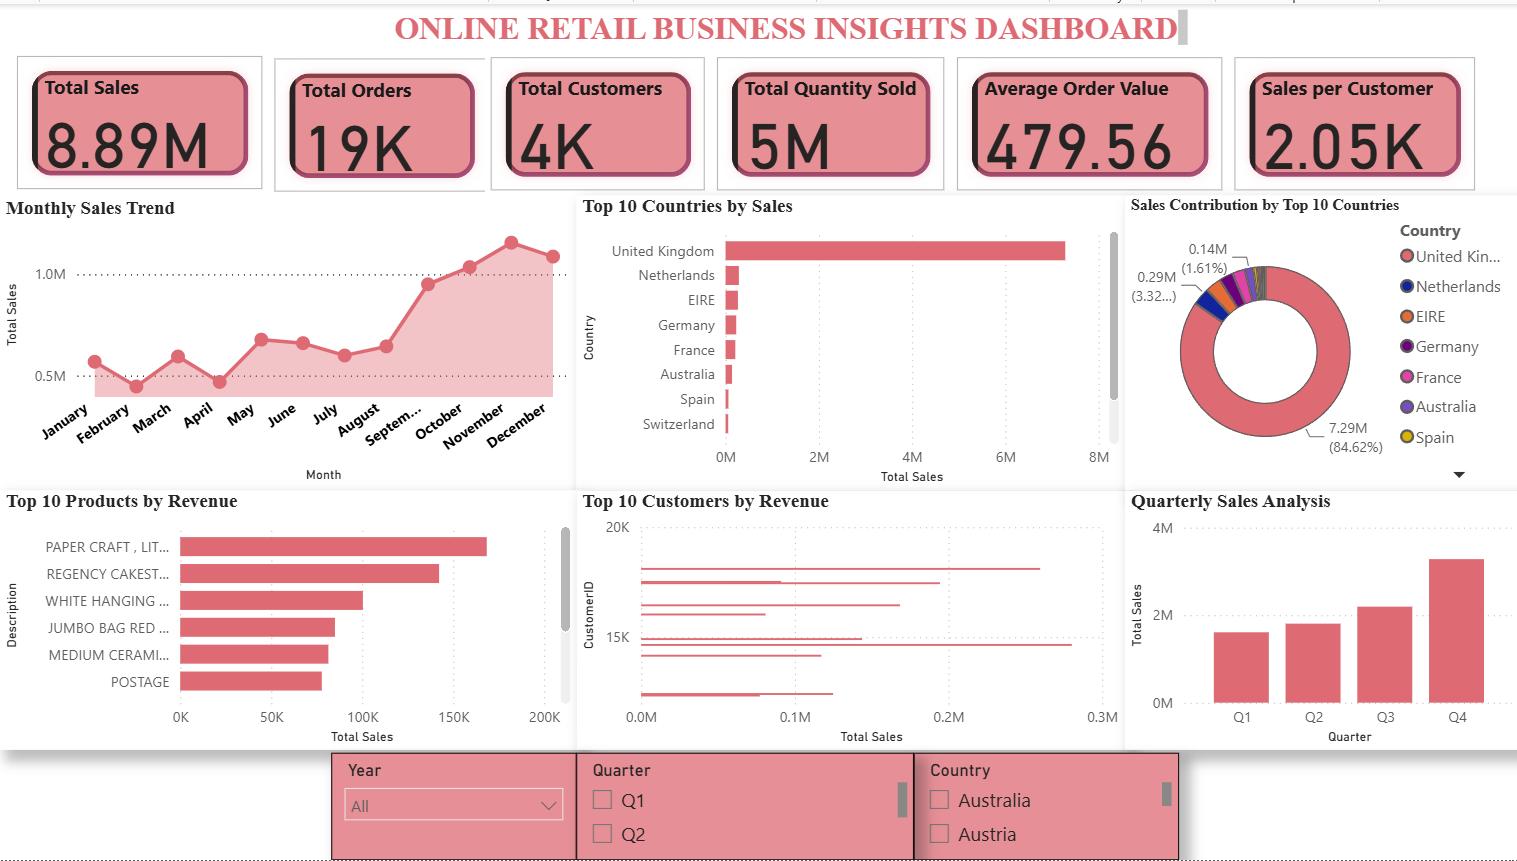 ONLINE RETAIL BUSINESS INSIGHTS DASHBOARD
Total Sales
8.89M
Total Orders
19K
Total Customers
4K
Total Quantity Sold
5M
Average Order Value
479.56
Sales per Customer
2.05K
Monthly Sales Trend
Total Sales
1.0M
0.5M
January
February
March
April
May
June
July
August
Septem...
October
November
December
Month
Top 10 Countries by Sales
Country
United Kingdom
Netherlands
EIRE
Germany
France
Australia
Spain
Switzerland
0M
2M
4M
6M
8M
Total Sales
Sales Contribution by Top 10 Countries
0.14M
(1.61%)
0.29M
(3.32...)
7.29M
(84.62%)
Country
United Kin...
Netherlands
EIRE
Germany
France
Australia
Spain
Top 10 Products by Revenue
Description
PAPER CRAFT , LIT...
REGENCY CAKEST...
WHITE HANGING ...
JUMBO BAG RED ...
MEDIUM CERAMI...
POSTAGE
0K
50K
100K
150K
200K
Total Sales
Top 10 Customers by Revenue
CustomerID
20K
15K
0.0M
0.1M
0.2M
0.3M
Total Sales
Quarterly Sales Analysis
Total Sales
4M
2M
0M
Q1
Q2
Q3
Q4
Quarter
Year
All
Quarter
Q1
Q2
Country
Australia
Austria